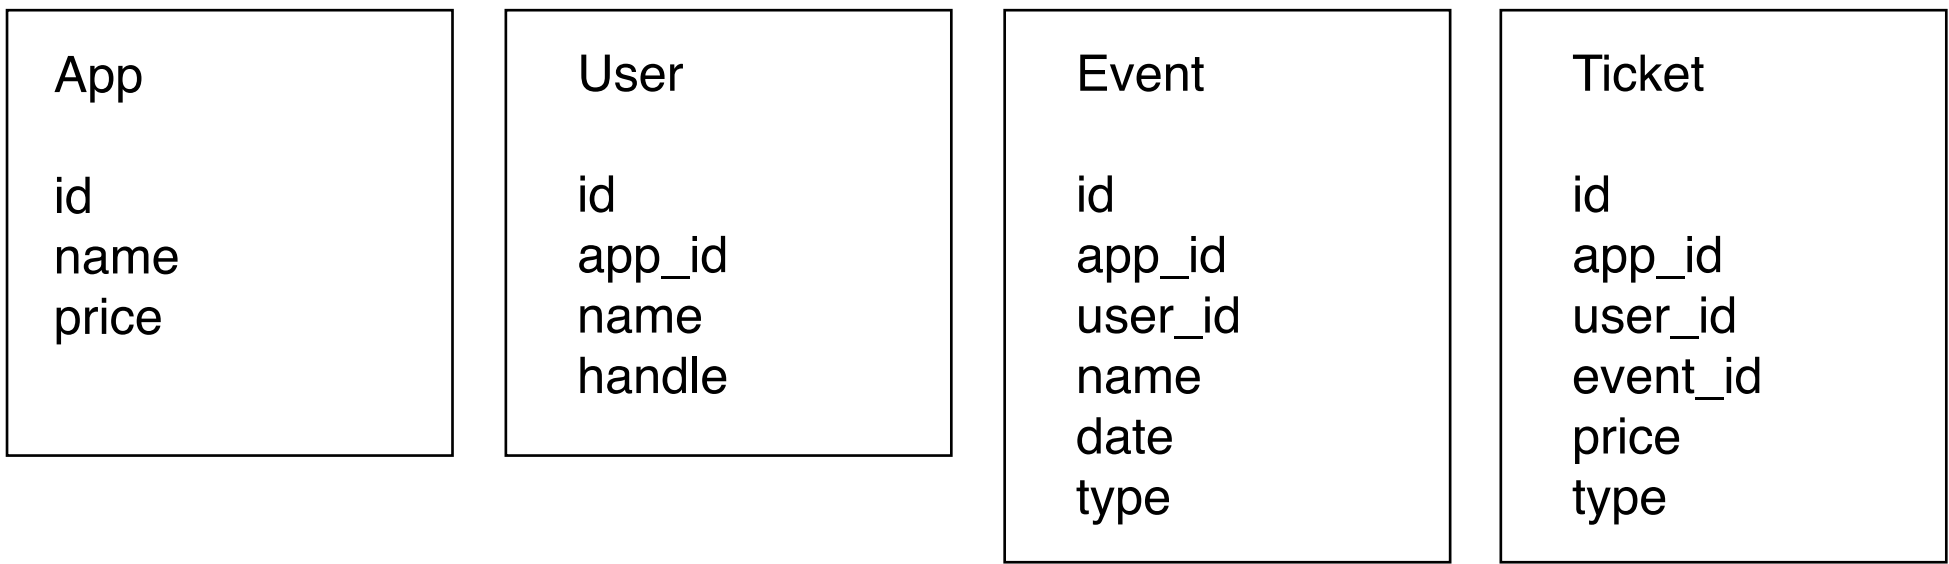 App
id
name
price
User
id
app_id
name
handle
Event
id
app_id
user_id
name
date
type
Ticket
id
app_id
user_id
event_id
price
type